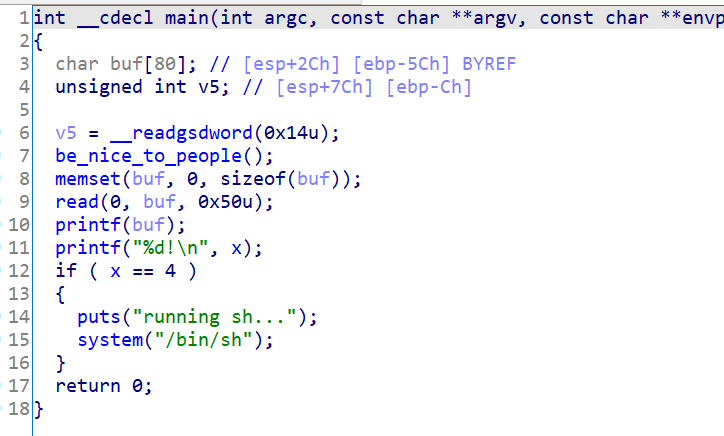 1 int __cdecl main(int argc, const char **argv, const char **envp
2 {
3 char buf[80]; // [esp+2Ch] [ebp-5Ch] BYREF
4 unsigned int v5; // [esp+7Ch] [ebp-Ch]
5
6 v5 = __readgsdword(0x14u);
7 be_nice_to_people();
8 memset(buf, 0, sizeof(buf));
9 read(0, buf, 0x50u);
10 printf(buf);
11 printf("%d!\n", x);
12 if ( x == 4 )
13 {
14 puts("running sh...");
15 system("/bin/sh");
16 }
17 return 0;
18 }